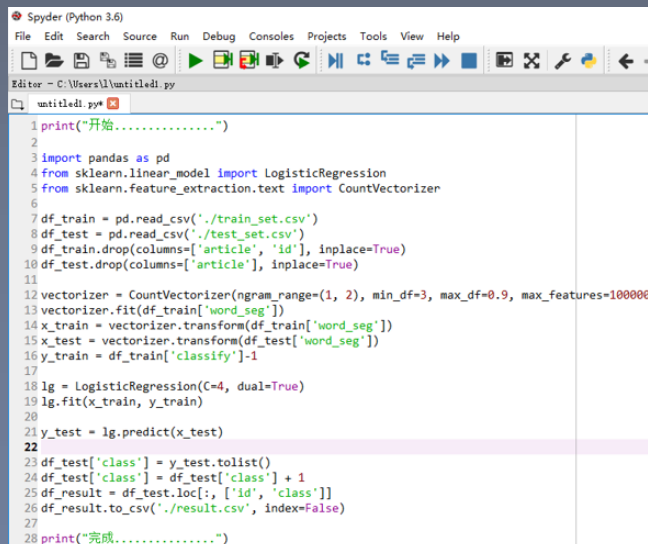 Spyder (Python 3.6)
File Edit Search Source Run Debug Consoles Projects Tools View Help
Editor - C:\Users\l\untitled1.py
untitled1.py*
1 print("开始...............")
2
3 import pandas as pd
4 from sklearn.linear_model import LogisticRegression
5 from sklearn.feature_extraction.text import CountVectorizer
6
7 df_train = pd.read_csv('./train_set.csv')
8 df_test = pd.read_csv('./test_set.csv')
9 df_train.drop(columns=['article', 'id'], inplace=True)
10 df_test.drop(columns=['article'], inplace=True)
11
12 vectorizer = CountVectorizer(ngram_range=(1, 2), min_df=3, max_df=0.9, max_features=100000
13 vectorizer.fit(df_train['word_seg'])
14 x_train = vectorizer.transform(df_train['word_seg'])
15 x_test = vectorizer.transform(df_test['word_seg'])
16 y_train = df_train['classify']-1
17
18 lg = LogisticRegression(C=4, dual=True)
19 lg.fit(x_train, y_train)
20
21 y_test = lg.predict(x_test)
22
23 df_test['class'] = y_test.tolist()
24 df_test['class'] = df_test['class'] + 1
25 df_result = df_test.loc[:, ['id', 'class']]
26 df_result.to_csv('./result.csv', index=False)
27
28 print("完成...............")